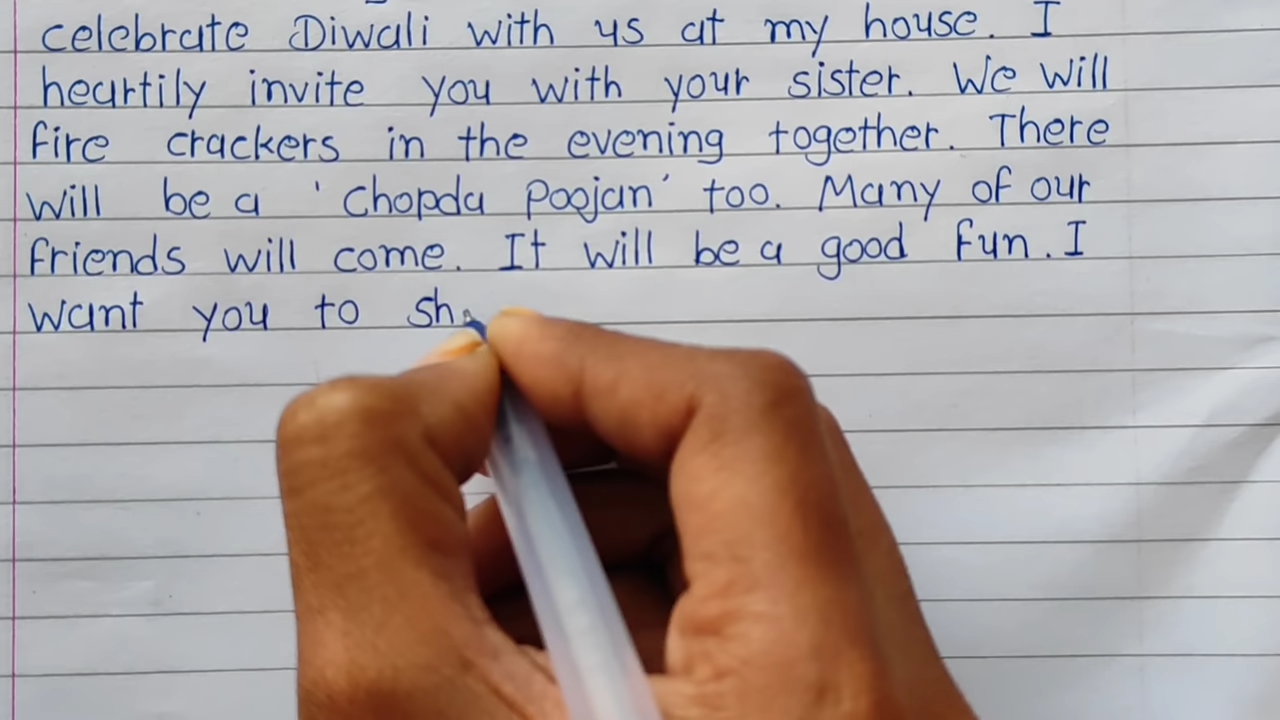 celebrate Diwali with us at my house. I
heartily invite you with your sister. We will
fire crackers in the evening together. There
will be a 'Chopda Poojan' too. Many of our
friends will come. It will be a good fun. I
want you to sh